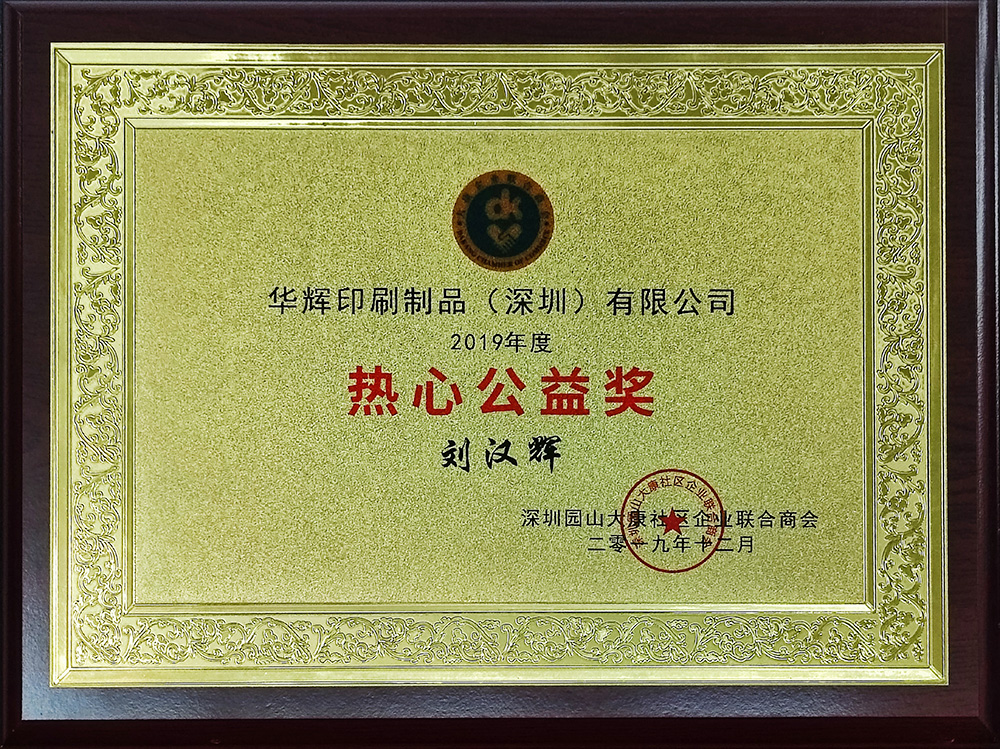 dk
华辉印刷制品（深圳）有限公司
2019年度
热心公益奖
刘汉辉
深圳园山大康社区企业联合商会
二零一九年十二月